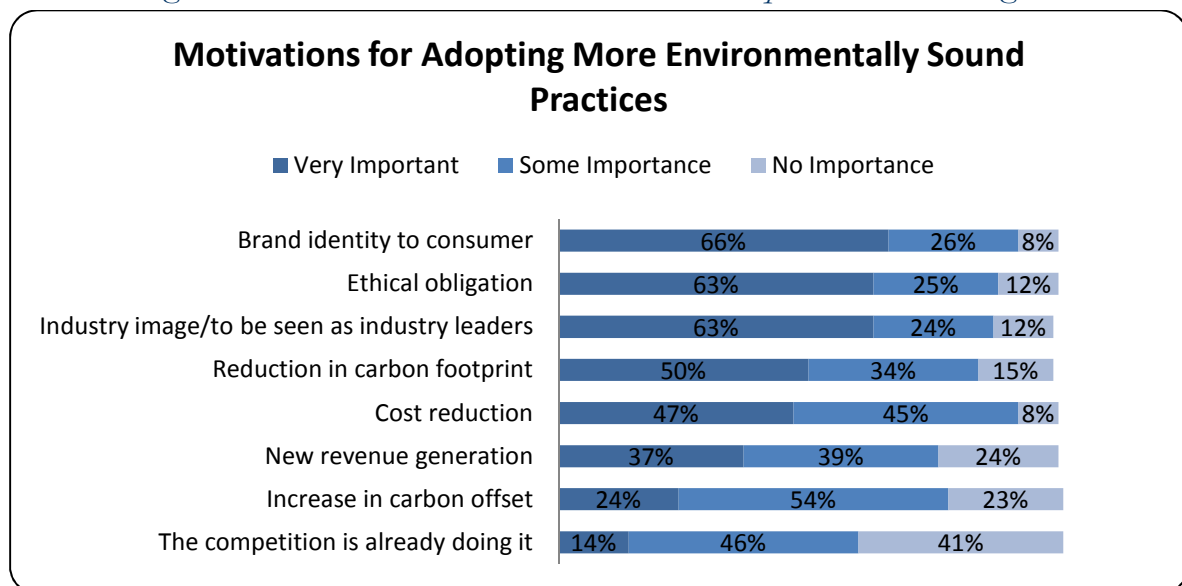 Motivations for Adopting More Environmentally Sound
Practices
Very Important Some Importance No Importance
Brand identity to consumer 66% 26% 8%
Ethical obligation 63% 25% 12%
Industry image/to be seen as industry leaders 63% 24% 12%
Reduction in carbon footprint 50% 34% 15%
Cost reduction 47% 45% 8%
New revenue generation 37% 39% 24%
Increase in carbon offset 24% 54% 23%
The competition is already doing it 14% 46% 41%